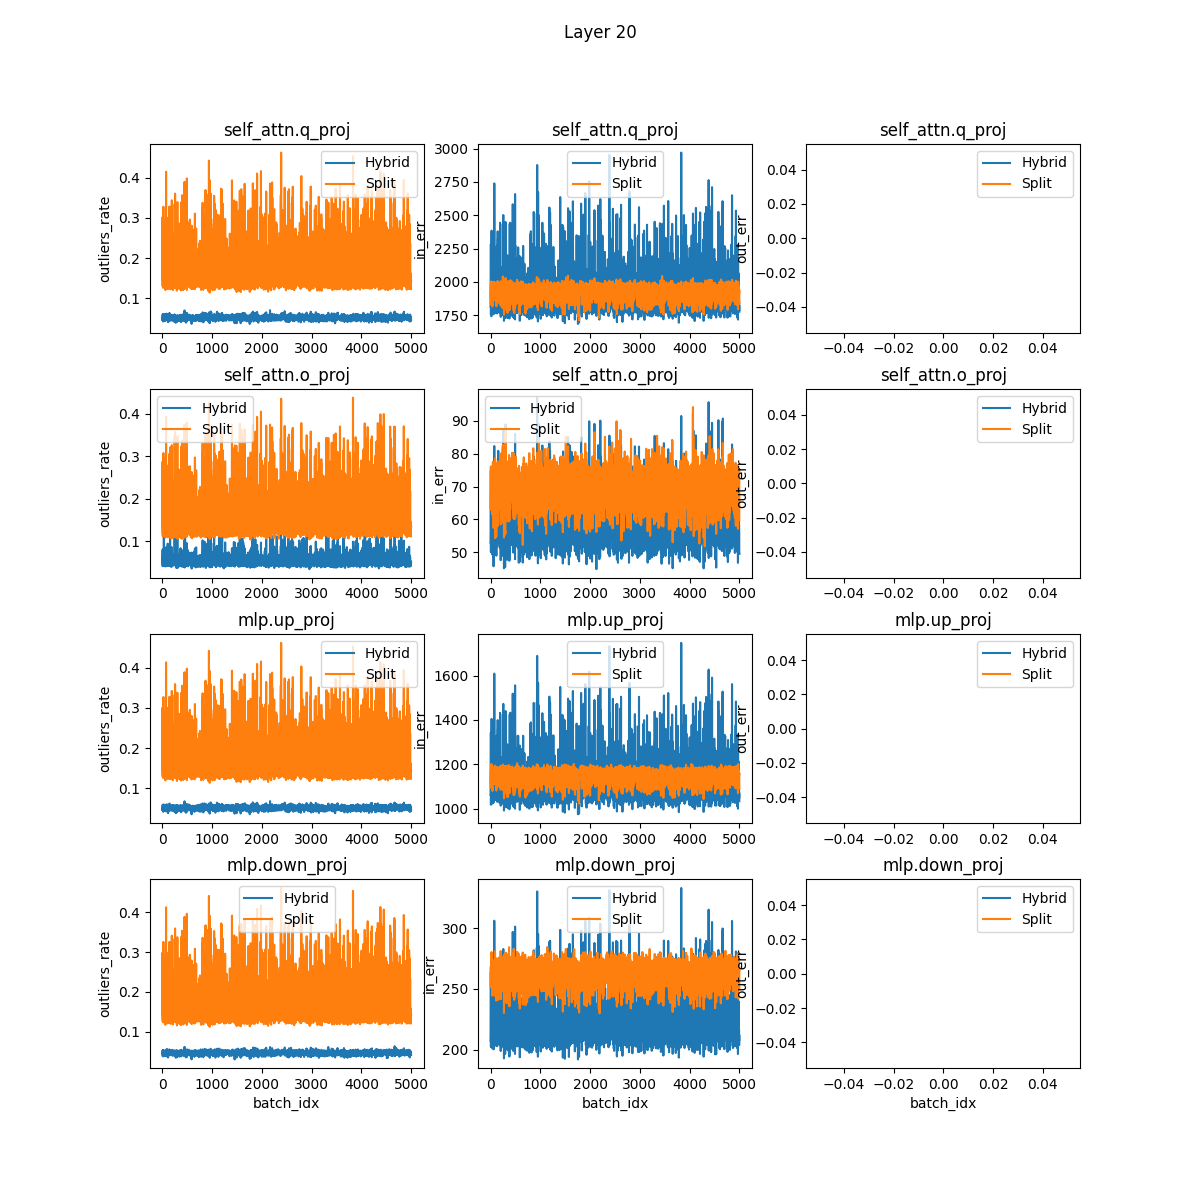 Layer 20
self_attn.q_proj
self_attn.q_proj
self_attn.q_proj
outliers_rate
0.4
0.3
0.2
0.1
0
1000
2000
3000
4000
5000
Hybrid
Split
in_err
3000
2750
2500
2250
2000
1750
0
1000
2000
3000
4000
5000
Hybrid
Split
out_err
0.04
0.02
0.00
−0.02
−0.04
−0.04
−0.02
0.00
0.02
0.04
Hybrid
Split
self_attn.o_proj
self_attn.o_proj
self_attn.o_proj
outliers_rate
0.4
0.3
0.2
0.1
0
1000
2000
3000
4000
5000
Hybrid
Split
in_err
90
80
70
60
50
0
1000
2000
3000
4000
5000
Hybrid
Split
out_err
0.04
0.02
0.00
−0.02
−0.04
−0.04
−0.02
0.00
0.02
0.04
Hybrid
Split
mlp.up_proj
mlp.up_proj
mlp.up_proj
outliers_rate
0.4
0.3
0.2
0.1
0
1000
2000
3000
4000
5000
Hybrid
Split
in_err
1600
1400
1200
1000
0
1000
2000
3000
4000
5000
Hybrid
Split
out_err
0.04
0.02
0.00
−0.02
−0.04
−0.04
−0.02
0.00
0.02
0.04
Hybrid
Split
mlp.down_proj
mlp.down_proj
mlp.down_proj
outliers_rate
0.4
0.3
0.2
0.1
0
1000
2000
3000
4000
5000
batch_idx
Hybrid
Split
in_err
300
250
200
0
1000
2000
3000
4000
5000
batch_idx
Hybrid
Split
out_err
0.04
0.02
0.00
−0.02
−0.04
−0.04
−0.02
0.00
0.02
0.04
batch_idx
Hybrid
Split